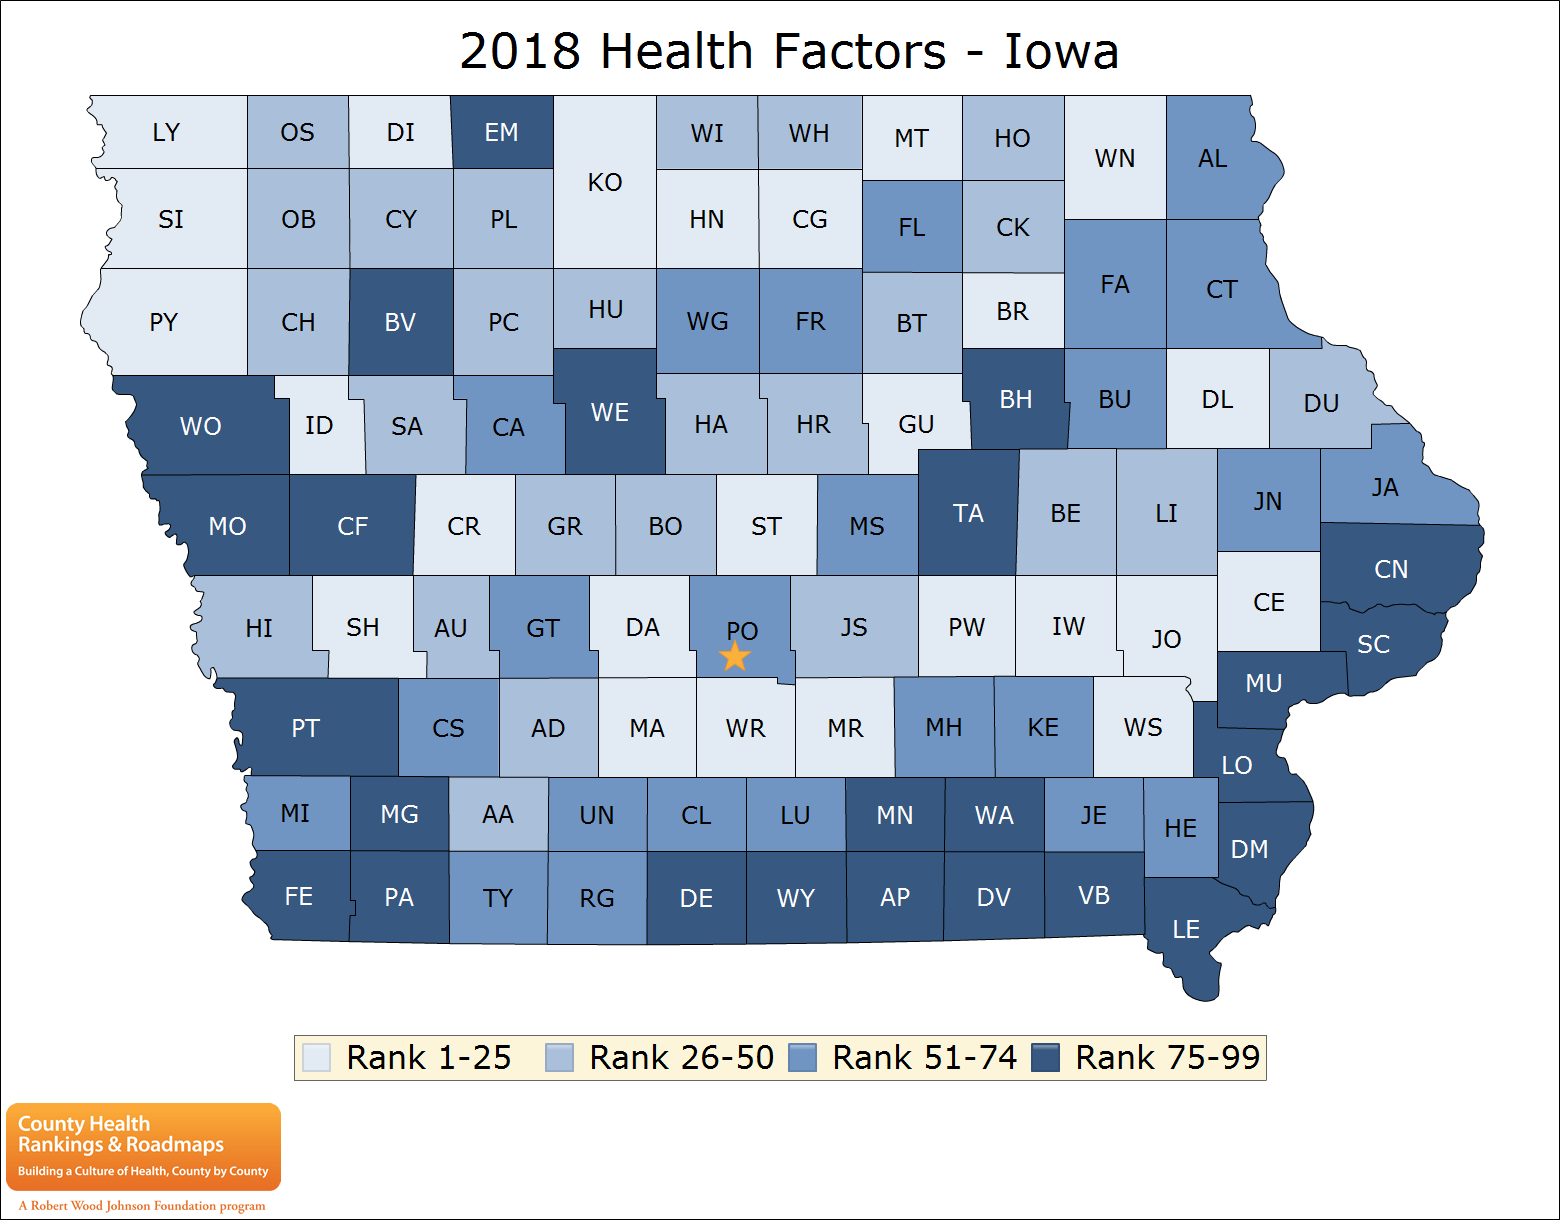 2018 Health Factors - Iowa
LY OS DI EM WI WH MT HO
KO WN AL
SI OB CY PL HN CG FL CK
FA CT
PY CH BV PC HU WG FR BT BR
WO ID SA CA WE HA HR GU BH BU DL DU
MO CF CR GR BO ST MS TA BE LI JN JA
CN
HI SH AU GT DA PO JS PW IW JO CE
SC
MU
PT CS AD MA WR MR MH KE WS
LO
MI MG AA UN CL LU MN WA JE HE
DM
FE PA TY RG DE WY AP DV VB
LE
Rank 1-25 Rank 26-50 Rank 51-74 Rank 75-99
County Health
Rankings & Roadmaps
Building a Culture of Health, County by County
A Robert Wood Johnson Foundation program